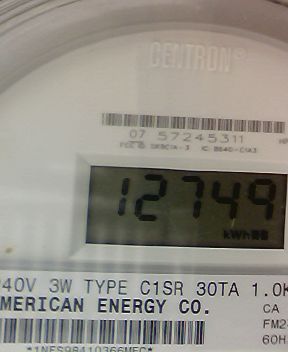 CENTRON®
07 57245311
12749
kWh
40V 3W TYPE C1SR 30TA 1.0K
MERICAN ENERGY CO.
CA
FM2
60H